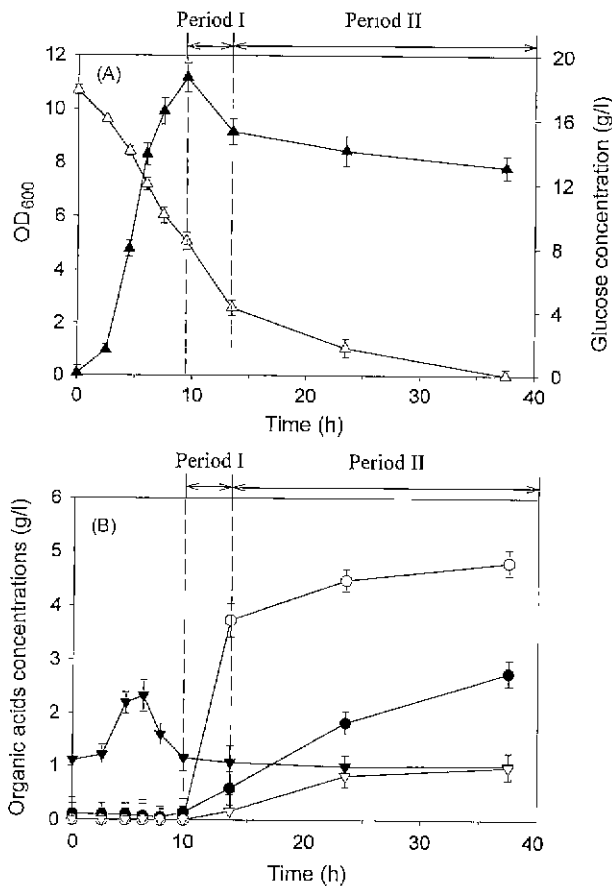 Period I
Period II
(A)
12
10
8
6
4
2
0
OD600
20
16
12
8
4
0
Glucose concentration (g/l)
0
10
20
30
40
Time (h)
Period I
Period II
(B)
6
5
4
3
2
1
0
Organic acids concentrations (g/l)
0
10
20
30
40
Time (h)